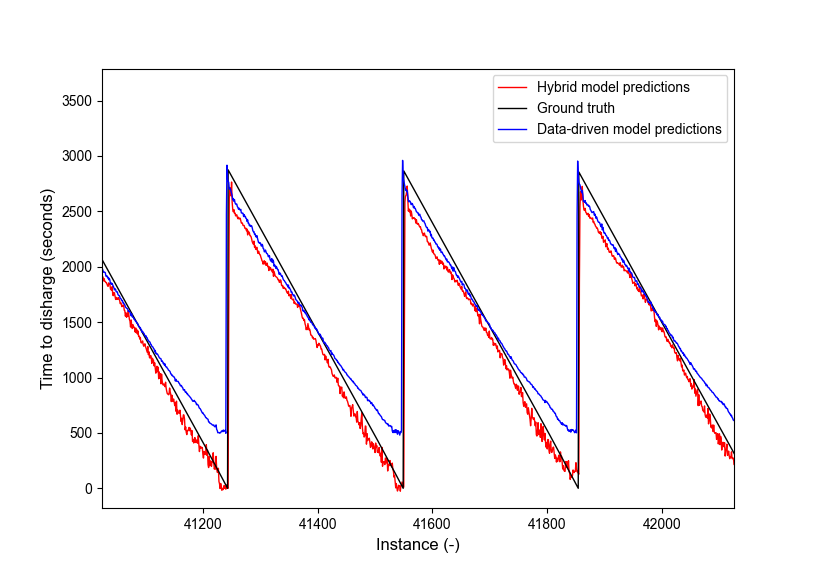 Hybrid model predictions
Ground truth
Data-driven model predictions
3500
3000
2500
2000
1500
1000
500
0
Time to disharge (seconds)
41200 41400 41600 41800 42000
Instance (-)